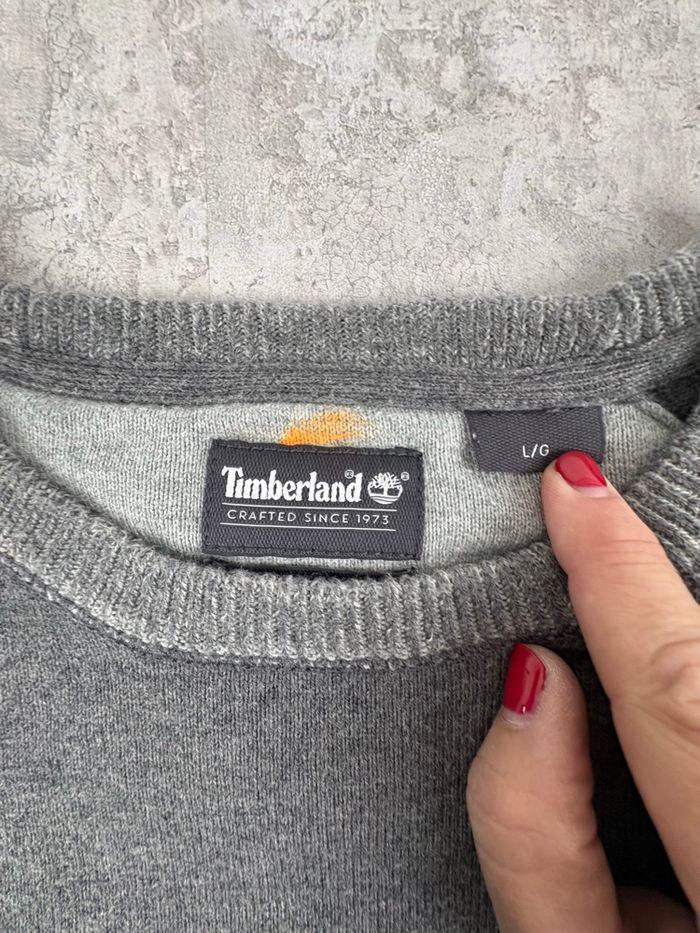 Timberland
CRAFTED SINCE 1973
L/G